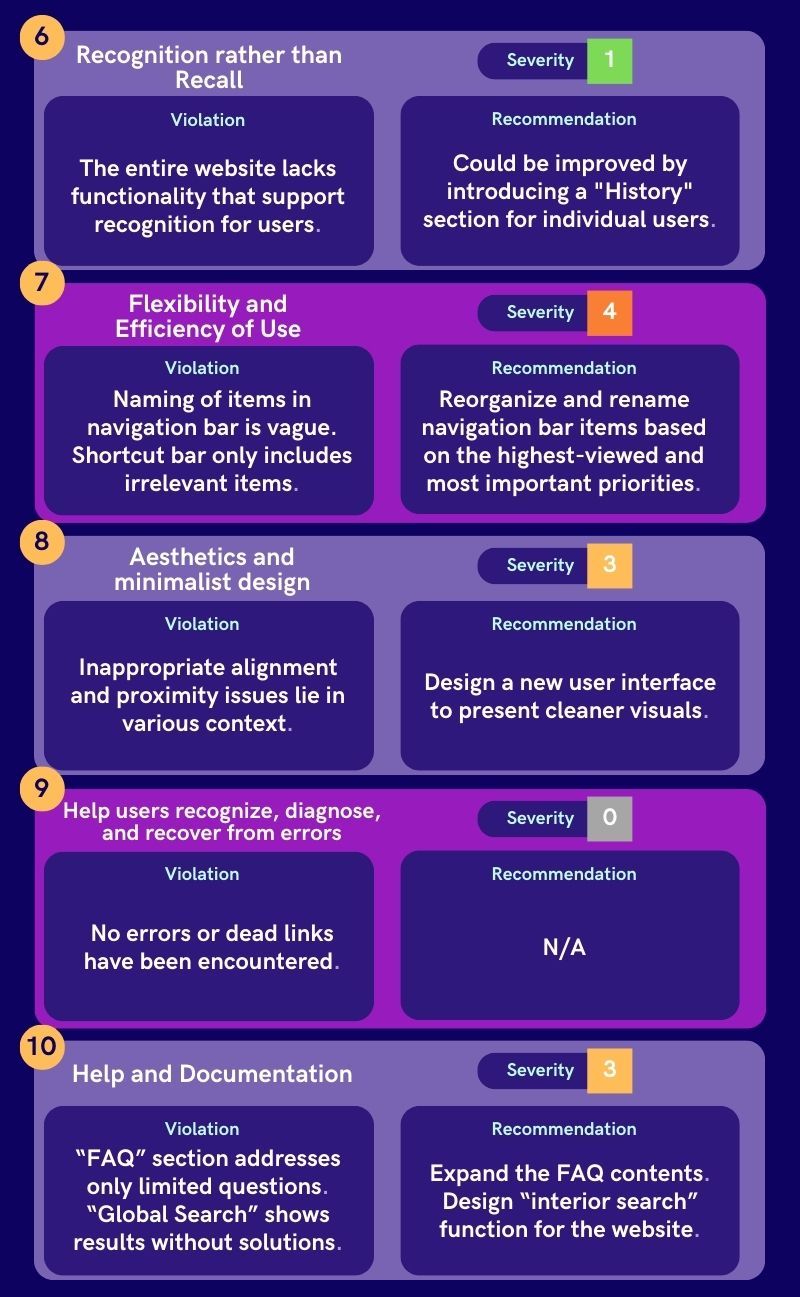 6
Recognition rather than
Recall
Severity 1
Violation
The entire website lacks
functionality that support
recognition for users.
Recommendation
Could be improved by
introducing a "History"
section for individual users.
7
Flexibility and
Efficiency of Use
Severity 4
Violation
Naming of items in
navigation bar is vague.
Shortcut bar only includes
irrelevant items.
Recommendation
Reorganize and rename
navigation bar items based
on the highest-viewed and
most important priorities.
8
Aesthetics and
minimalist design
Severity 3
Violation
Inappropriate alignment
and proximity issues lie in
various context.
Recommendation
Design a new user interface
to present cleaner visuals.
9
Help users recognize, diagnose,
and recover from errors
Severity 0
Violation
No errors or dead links
have been encountered.
Recommendation
N/A
10
Help and Documentation
Severity 3
Violation
“FAQ” section addresses
only limited questions.
“Global Search” shows
results without solutions.
Recommendation
Expand the FAQ contents.
Design “interior search”
function for the website.